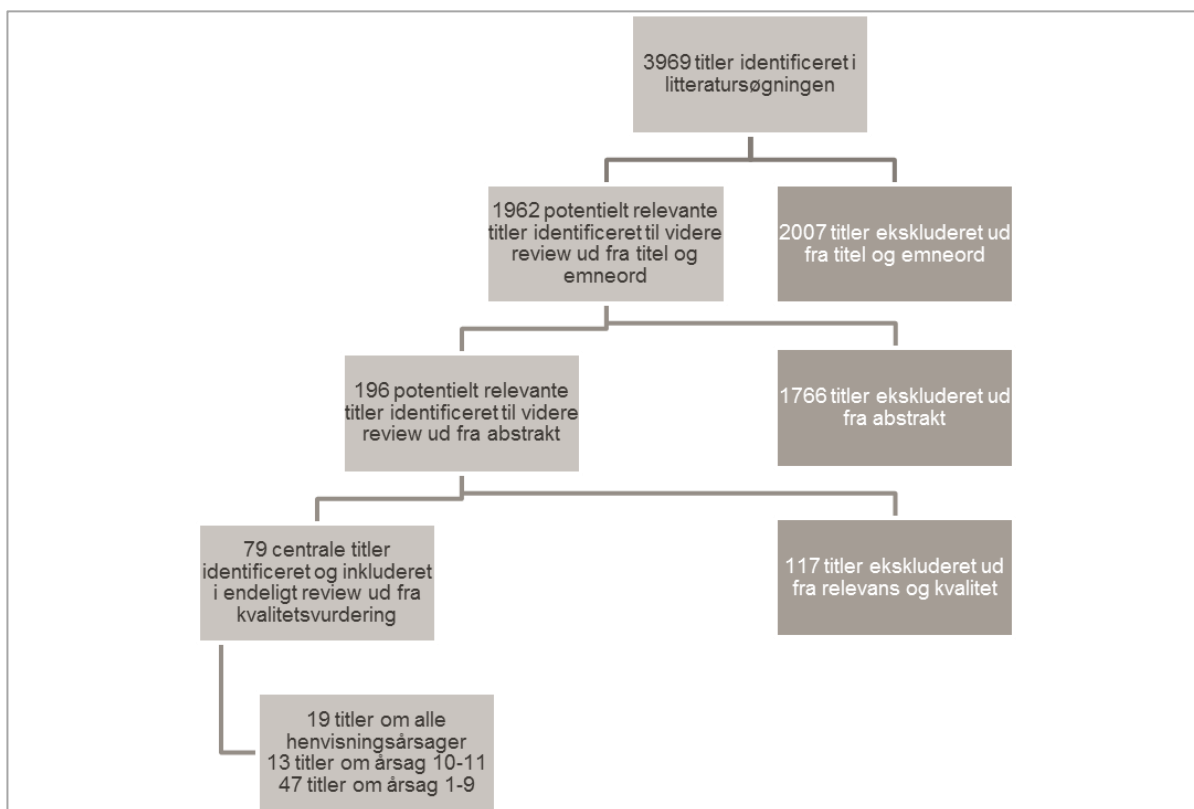 3969 titler identificeret i
litteratursøgningen
1962 potentielt relevante
titler identificeret til videre
review ud fra titel og
emneord
2007 titler ekskluderet ud
fra titel og emneord
196 potentielt relevante
titler identificeret til videre
review ud fra abstrakt
1766 titler ekskluderet ud
fra abstrakt
79 centrale titler
identificeret og inkluderet
i endeligt review ud fra
kvalitetsvurdering
117 titler ekskluderet ud
fra relevans og kvalitet
19 titler om alle
henvisningsårsager
13 titler om årsag 10-11
47 titler om årsag 1-9